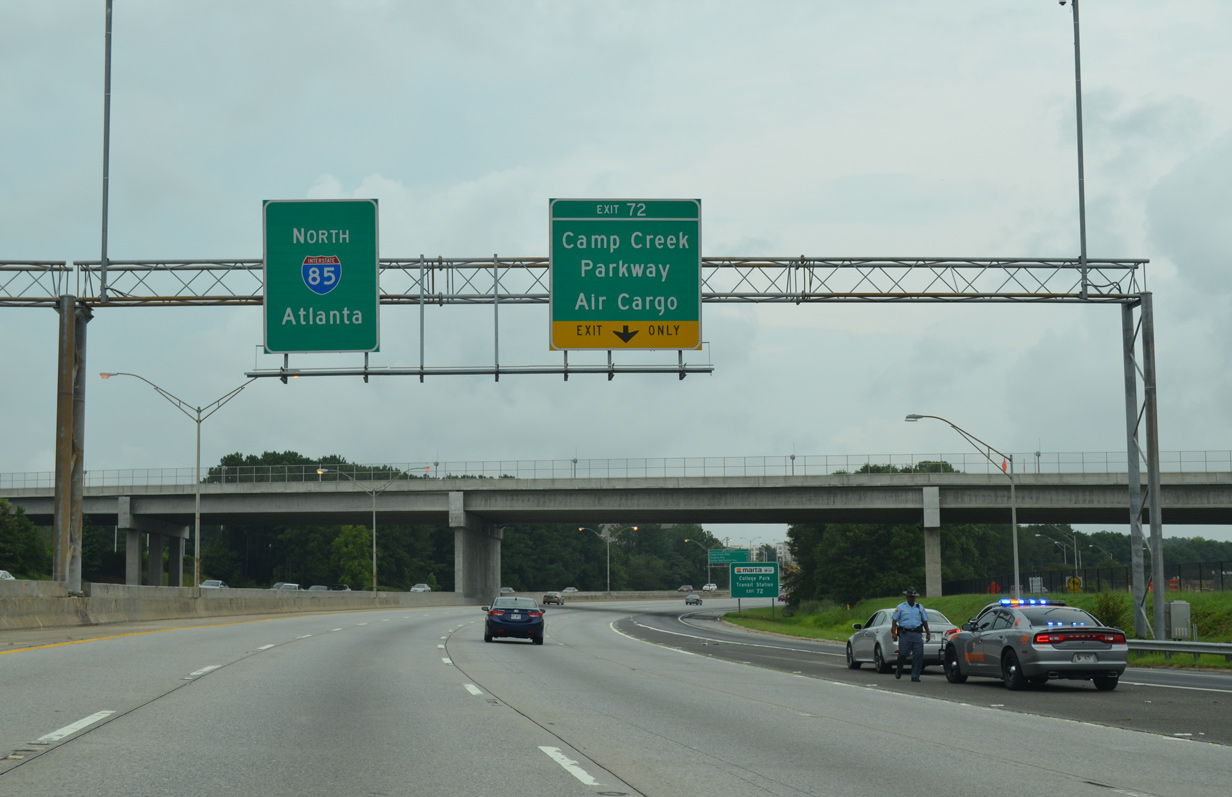 North
INTERSTATE
85
Atlanta
EXIT 72
Camp Creek
Parkway
Air Cargo
EXIT ONLY
marta
College Park
Transit Station
EXIT 72